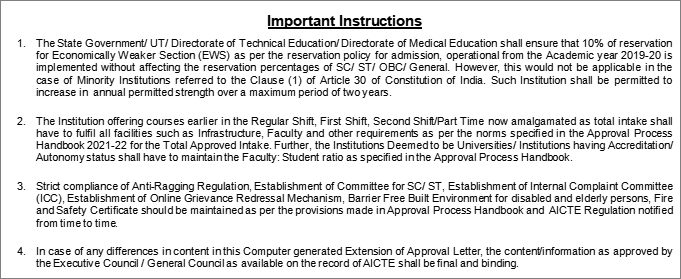 Important Instructions
1. The State Government/ UT/ Directorate of Technical Education/ Directorate of Medical Education shall ensure that 10% of reservation
for Economically Weaker Section (EWS) as per the reservation policy for admission, operational from the Academic year 2019-20 is
implemented without affecting the reservation percentages of SC/ ST/ OBC/ General. However, this would not be applicable in the
case of Minority Institutions referred to the Clause (1) of Article 30 of Constitution of India. Such Institution shall be permitted to
increase in annual permitted strength over a maximum period of two years.
2. The Institution offering courses earlier in the Regular Shift, First Shift, Second Shift/Part Time now amalgamated as total intake shall
have to fulfil all facilities such as Infrastructure, Faculty and other requirements as per the norms specified in the Approval Process
Handbook 2021-22 for the Total Approved Intake. Further, the Institutions Deemed to be Universities/ Institutions having Accreditation/
Autonomy status shall have to maintain the Faculty: Student ratio as specified in the Approval Process Handbook.
3. Strict compliance of Anti-Ragging Regulation, Establishment of Committee for SC/ ST, Establishment of Internal Complaint Committee
(ICC), Establishment of Online Grievance Redressal Mechanism, Barrier Free Built Environment for disabled and elderly persons, Fire
and Safety Certificate should be maintained as per the provisions made in Approval Process Handbook and AICTE Regulation notified
from time to time.
4. In case of any differences in content in this Computer generated Extension of Approval Letter, the content/information as approved by
the Executive Council / General Council as available on the record of AICTE shall be final and binding.